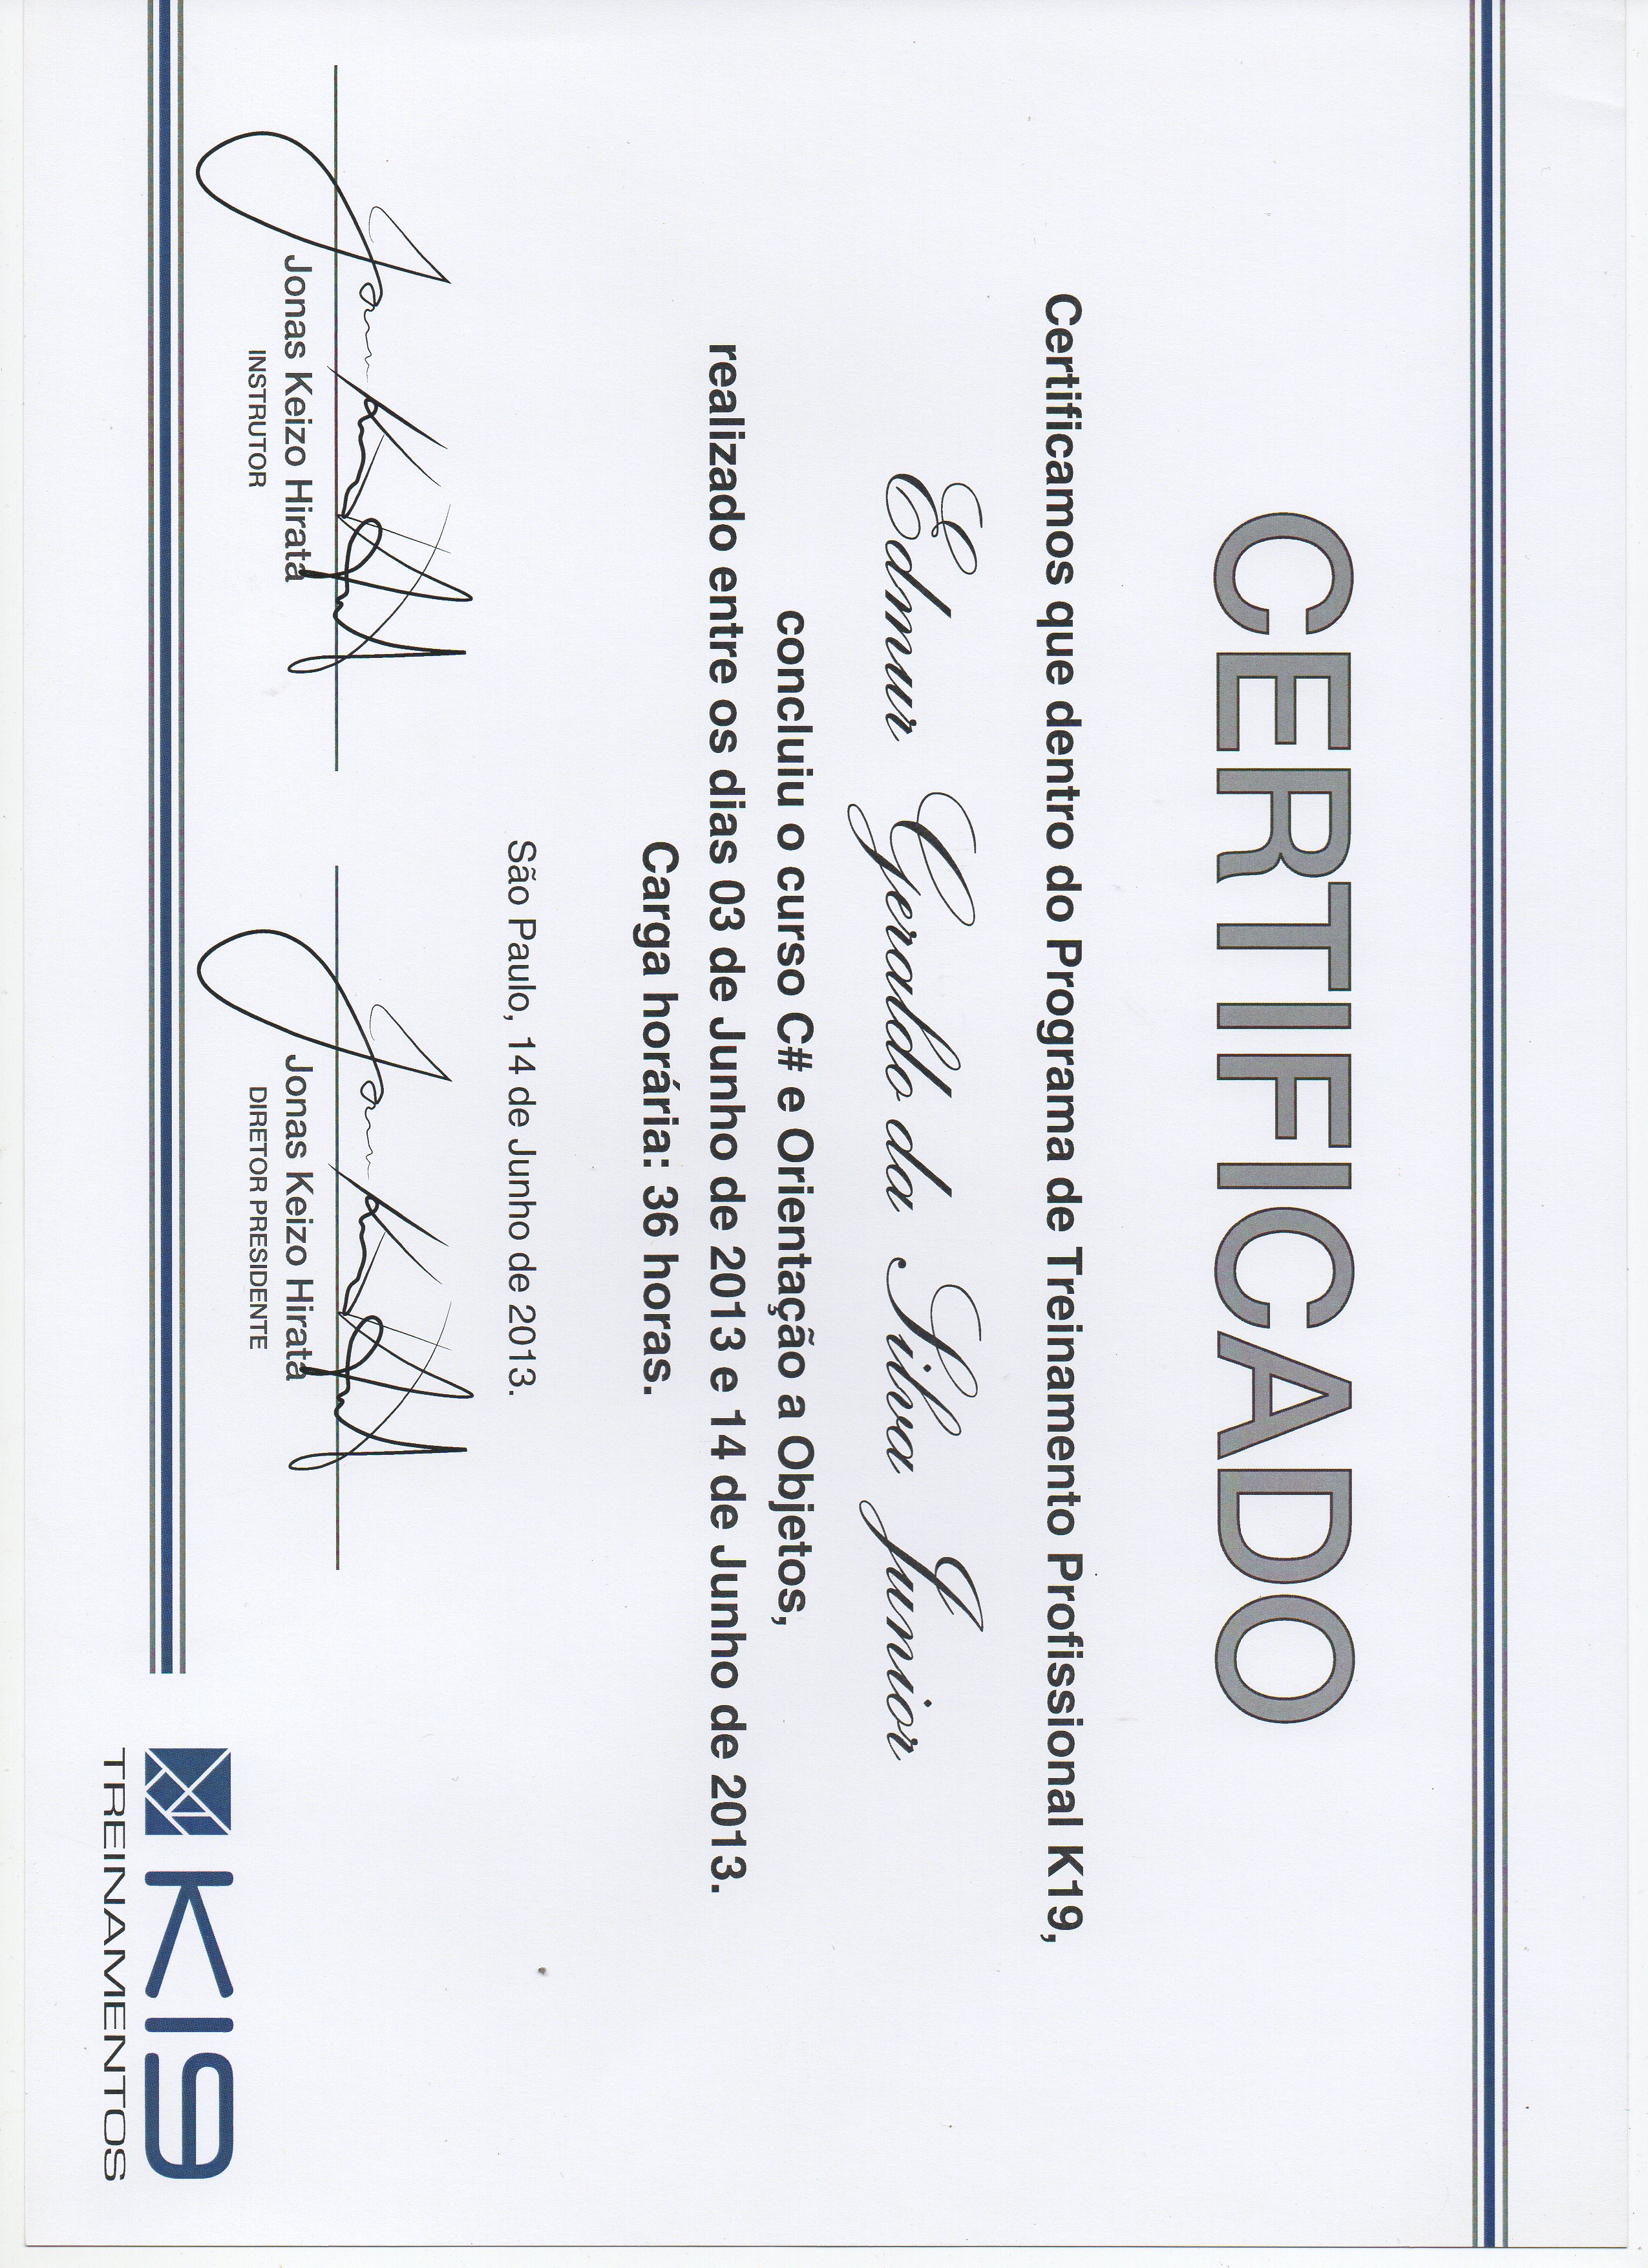 CERTIFICADO
Certificamos que dentro do Programa de Treinamento Profissional K19,
Edmur Geraldo da Silva Junior
concluiu o curso C# e Orientação a Objetos,
realizado entre os dias 03 de Junho de 2013 e 14 de Junho de 2013.
Carga horária: 36 horas.
São Paulo, 14 de Junho de 2013.
Jonas Keizo Hirata
INSTRUTOR
Jonas Keizo Hirata
DIRETOR PRESIDENTE
K19
TREINAMENTOS